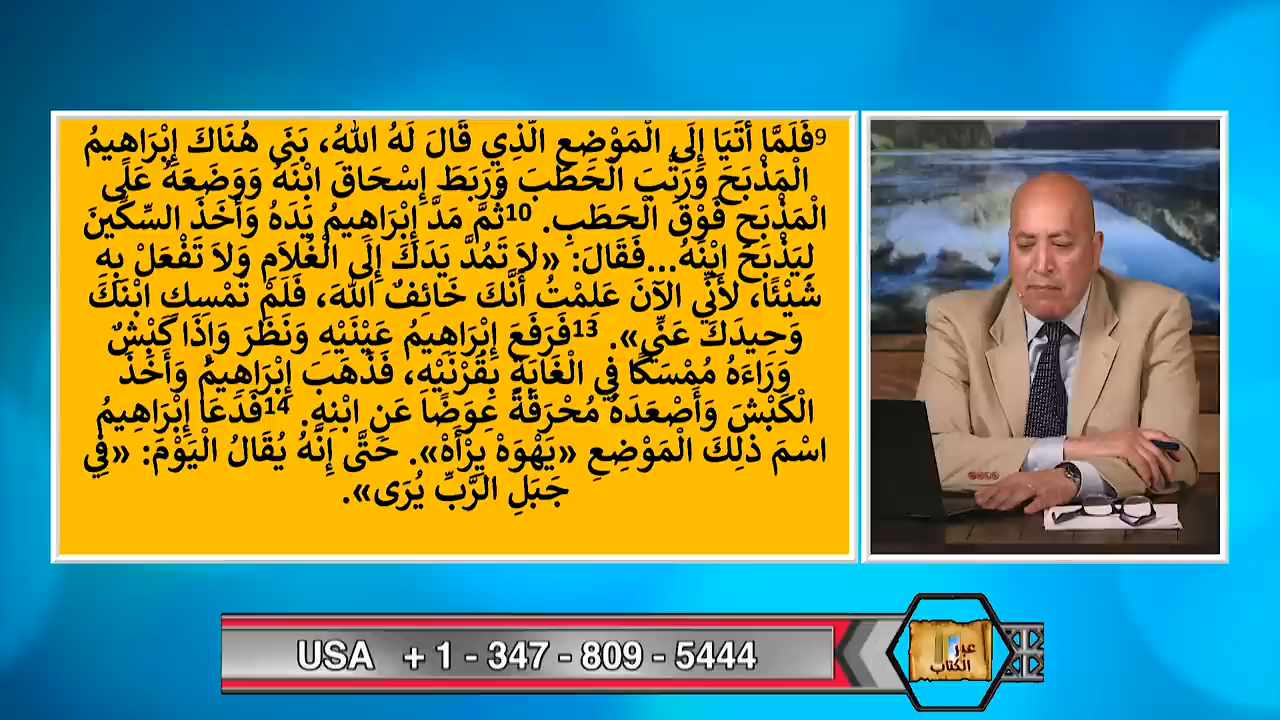 9فَلَمَّا أَتَيَا إِلَى الْمَوْضِعِ الَّذِي قَالَ لَهُ اللهُ، بَنَى هُنَاكَ إِبْرَاهِيمُ
الْمَذْبَحَ وَرَتَّبَ الْحَطَبَ وَرَبَطَ إِسْحَاقَ ابْنَهُ وَوَضَعَهُ عَلَى
الْمَذْبَحِ فَوْقَ الْحَطَبِ. 10ثُمَّ مَدَّ إِبْرَاهِيمُ يَدَهُ وَأَخَذَ السِّكِّينَ
لِيَذْبَحَ ابْنَهُ...فَقَالَ: «لاَ تَمُدَّ يَدَكَ إِلَى الْغُلاَمِ وَلاَ تَفْعَلْ بِهِ
شَيْئًا، لأَنِّي الآنَ عَلِمْتُ أَنَّكَ خَائِفٌ اللهَ، فَلَمْ تُمْسِكِ ابْنَكَ
وَحِيدَكَ عَنِّي». 13فَرَفَعَ إِبْرَاهِيمُ عَيْنَيْهِ وَنَظَرَ وَإِذَا كَبْشٌ
وَرَاءَهُ مُمْسَكًا فِي الْغَابَةِ بِقَرْنَيْهِ، فَذَهَبَ إِبْرَاهِيمُ وَأَخَذَ
الْكَبْشَ وَأَصْعَدَهُ مُحْرَقَةً عِوَضًا عَنِ ابْنِهِ. 14فَدَعَا إِبْرَاهِيمُ
اسْمَ ذلِكَ الْمَوْضِعِ «يَهْوَهْ يِرْأَهْ». حَتَّى إِنَّهُ يُقَالُ الْيَوْمَ: «فِي
جَبَلِ الرَّبِّ يُرَى».
USA + 1 - 347 - 809 - 5444
عبر
الكتاب